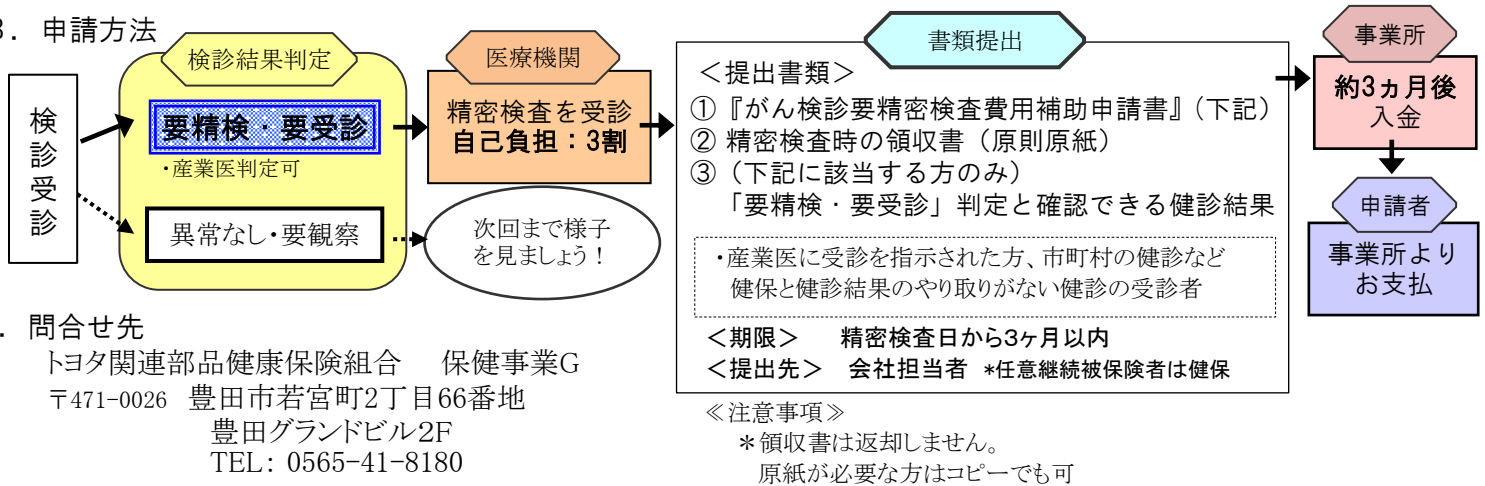 3. 申請方法
検診受診
検診結果判定
要精検・要受診
・産業医判定可
異常なし・要観察
医療機関
精密検査を受診
自己負担：3割
次回まで様子
を見ましょう！
書類提出
＜提出書類＞
①『がん検診要精密検査費用補助申請書』（下記）
② 精密検査時の領収書（原則原紙）
③（下記に該当する方のみ）
「要精検・要受診」判定と確認できる健診結果
・産業医に受診を指示された方、市町村の健診など
健保と健診結果のやり取りがない健診の受診者
＜期限＞　精密検査日から3ヶ月以内
＜提出先＞　会社担当者 *任意継続被保険者は健保
≪注意事項≫
＊領収書は返却しません。
原紙が必要な方はコピーでも可
事業所
約3ヵ月後
入金
申請者
事業所より
お支払
. 問合せ先
トヨタ関連部品健康保険組合　保健事業G
〒471-0026 豊田市若宮町2丁目66番地
豊田グランドビル2F
TEL: 0565-41-8180